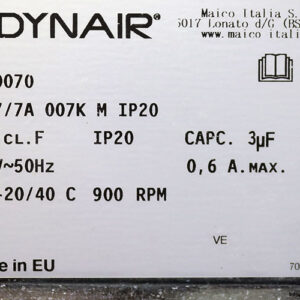 DYNAIR®
Maico Italia S.
5017 Lonato d/G (BS
www.maico itali
0070
7/7A 007K M IP20
CL.F IP20 CAPC. 3µF
V~50Hz 0,6 A.MAX.
-20/40 C 900 RPM
VE
e in EU
70